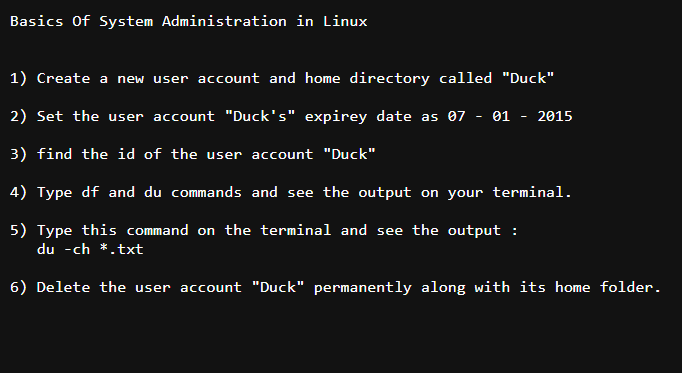 Basics Of System Administration in Linux
1) Create a new user account and home directory called "Duck"
2) Set the user account "Duck's" expirey date as 07 - 01 - 2015
3) find the id of the user account "Duck"
4) Type df and du commands and see the output on your terminal.
5) Type this command on the terminal and see the output :
du -ch *.txt
6) Delete the user account "Duck" permanently along with its home folder.